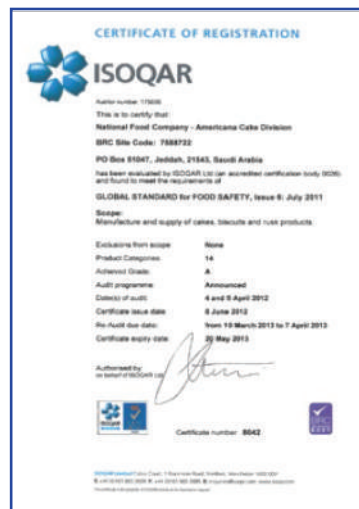 CERTIFICATE OF REGISTRATION
ISOQAR
This is to certify that:
National Food Company - Americana Cake Division
BRC Site Code: 7588722
PO Box 51047, Jeddah, 21543, Saudi Arabia
has been evaluated by ISOQAR Ltd (an accredited certification body 0026)
and found to meet the requirements of
GLOBAL STANDARD for FOOD SAFETY, Issue 6: July 2011
Scope:
Manufacture and supply of cakes, biscuits and rusk products.
Exclusions from scope None
Product Categories: 14
Achieved Grade: A
Audit programme: Announced
Date(s) of audit: 4 and 5 April 2012
Certificate issue date 8 June 2012
Re-Audit due date: from 10 March 2013 to 7 April 2013
Certificate expiry date: May 2013
Authorised by
on behalf of ISOQAR Ltd
Certificate number 8042